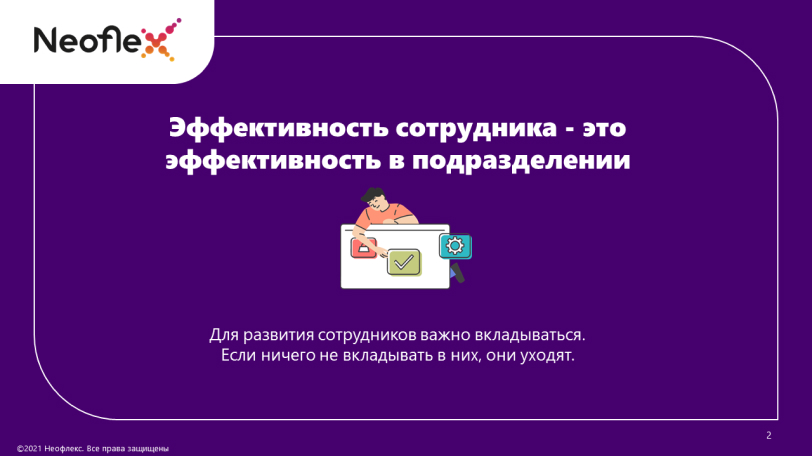 Neoflex
Эффективность сотрудника - это
эффективность в подразделении
Для развития сотрудников важно вкладываться.
Если ничего не вкладывать в них, они уходят.
2
©2021 Неофлекс. Все права защищены